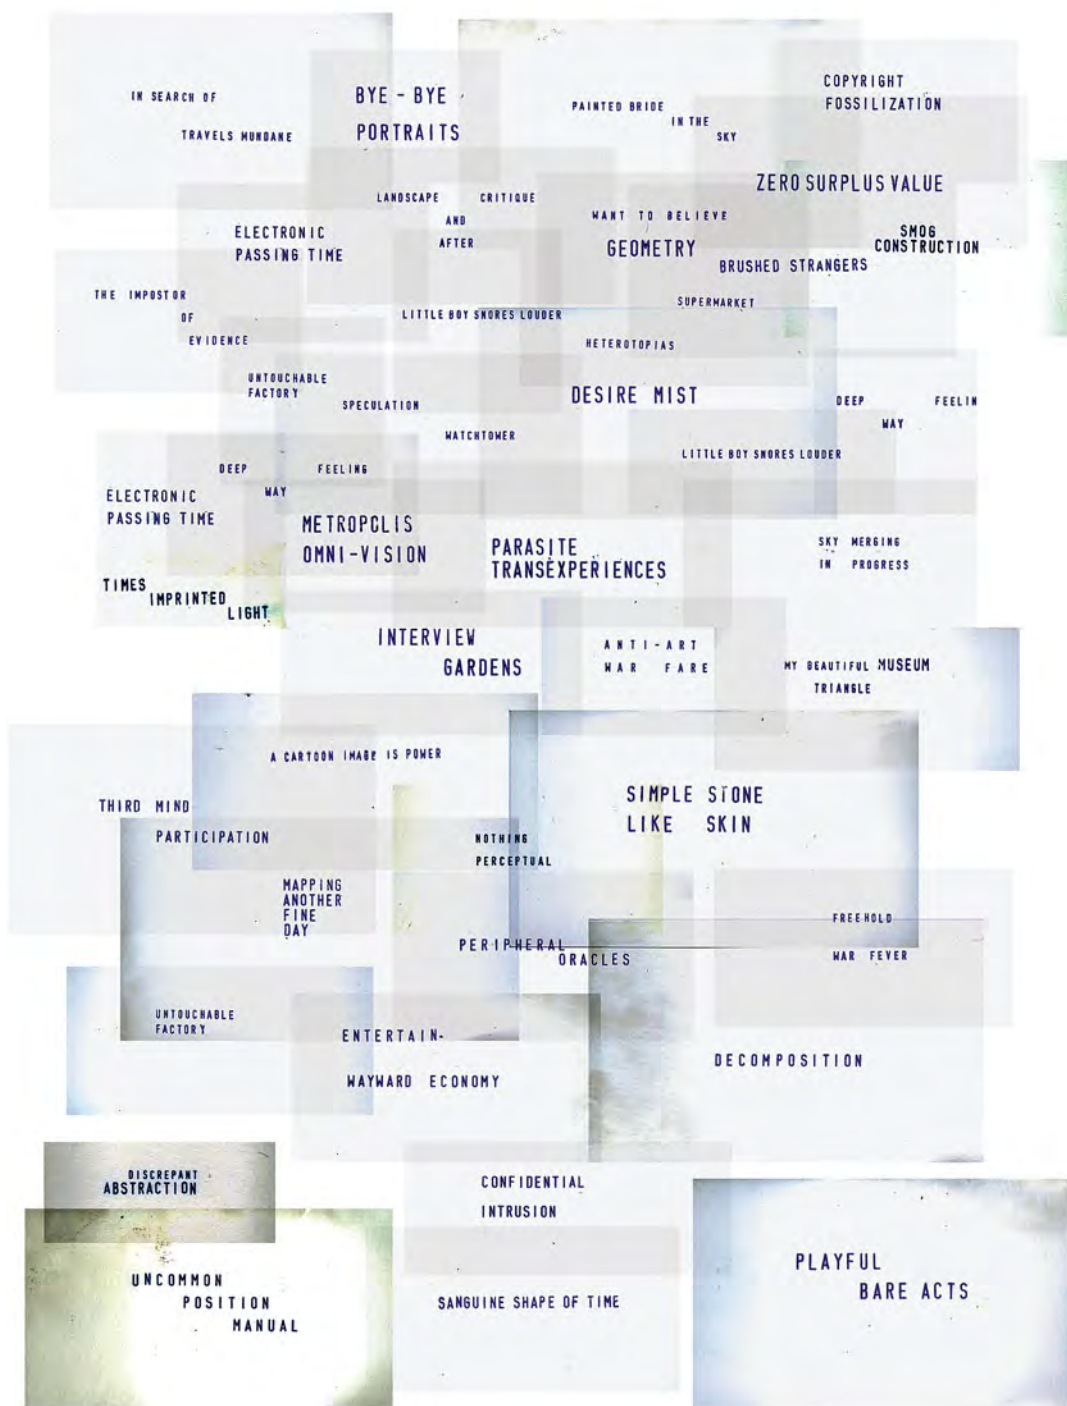 IN SEARCH OF
TRAVELS MUNDANE
BYE - BYE
PORTRAITS
PAINTED BRIDE
IN THE
SKY
COPYRIGHT
FOSSILIZATION
ZERO SURPLUS VALUE
LANDSCAPE CRITIQUE
AND
AFTER
WANT TO BELIEVE
GEOMETRY
SMOG
CONSTRUCTION
ELECTRONIC
PASSING TIME
BRUSHED STRANGERS
THE IMPOSTOR
OF
EVIDENCE
SUPERMARKET
LITTLE BOY SNORES LOUDER
HETEROTOPIAS
UNTOUCHABLE
FACTORY
SPECULATION
DESIRE MIST
DEEP FEELIN
WAY
WATCHTOWER
LITTLE BOY SNORES LOUDER
DEEP FEELING
WAY
ELECTRONIC
PASSING TIME
METROPOLIS
OMNI-VISION
PARASITE
TRANSEXPERIENCES
SKY MERGING
IN PROGRESS
TIMES
IMPRINTED
LIGHT
INTERVIEW
GARDENS
ANTI-ART
WAR FARE
MY BEAUTIFUL MUSEUM
TRIANGLE
A CARTOON IMAGE IS POWER
THIRD MIND
PARTICIPATION
SIMPLE STONE
LIKE SKIN
NOTHING
PERCEPTUAL
MAPPING
ANOTHER
FINE
DAY
PERIPHERAL
ORACLES
FREEHOLD
WAR FEVER
UNTOUCHABLE
FACTORY
ENTERTAIN-
WAYWARD ECONOMY
DECOMPOSITION
DISCREPANT
ABSTRACTION
CONFIDENTIAL
INTRUSION
UNCOMMON
POSITION
MANUAL
SANGUINE SHAPE OF TIME
PLAYFUL
BARE ACTS